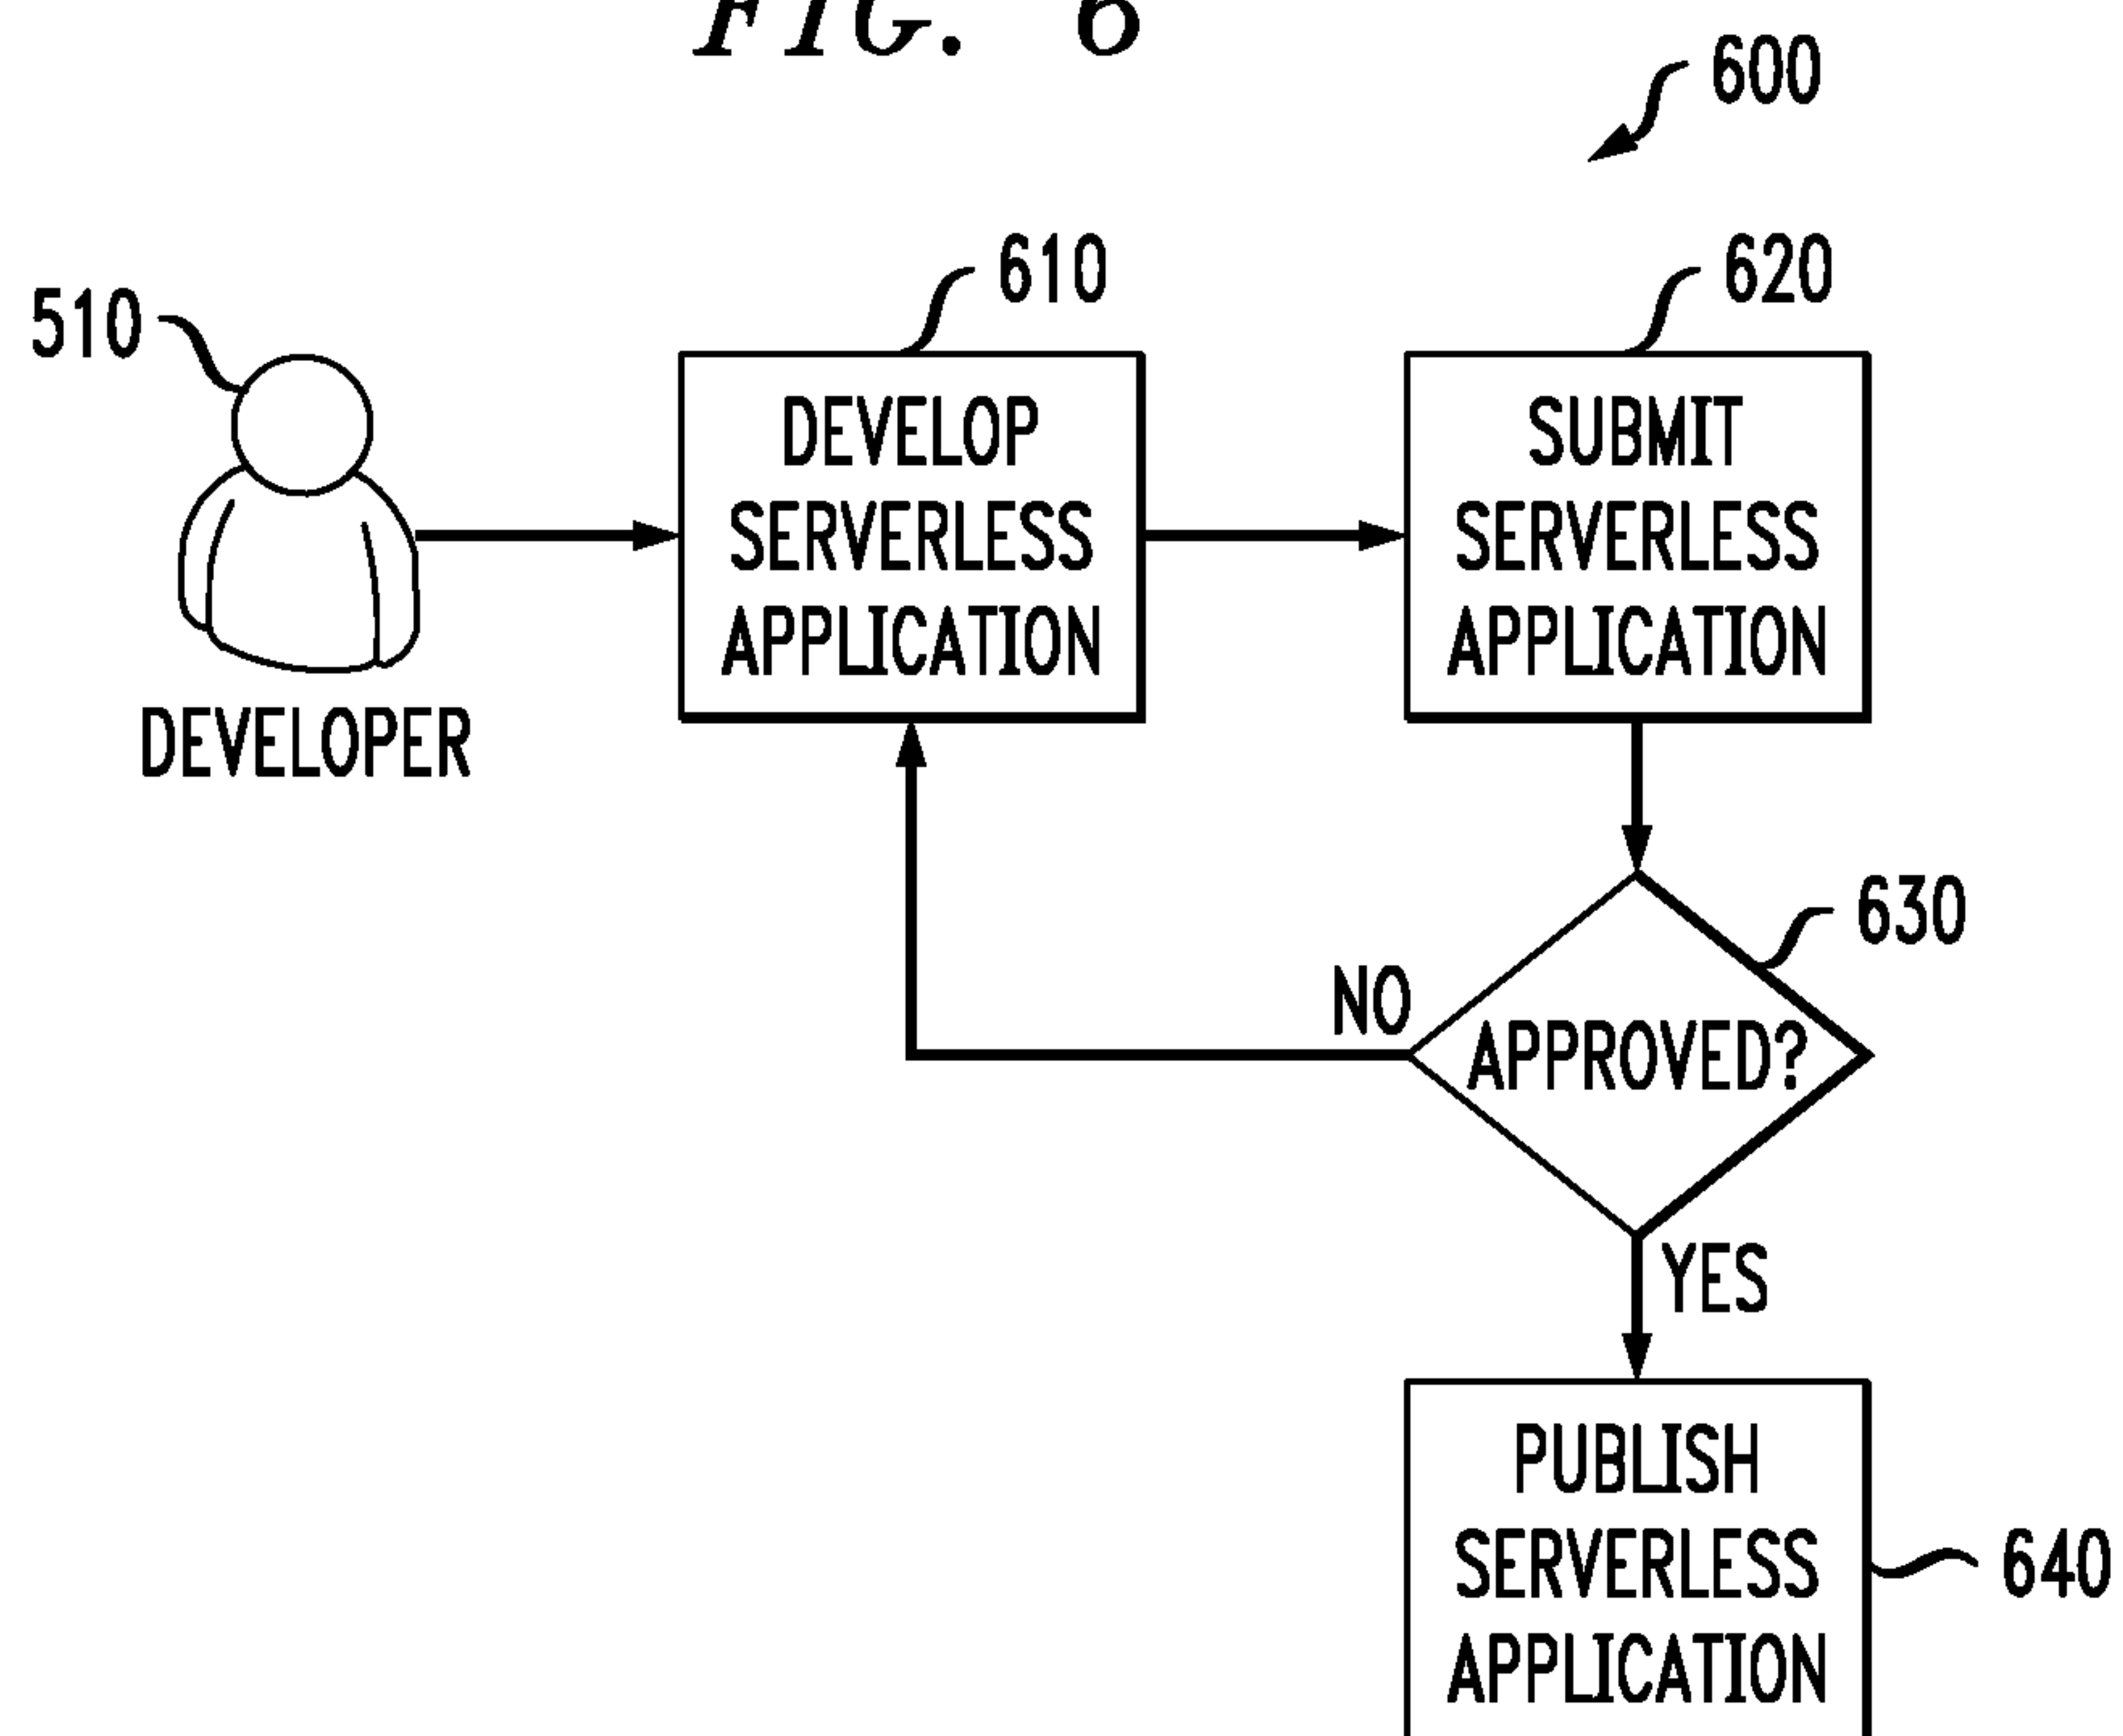 FIG. 6
600
510
610
620
DEVELOP
SERVERLESS
APPLICATION
SUBMIT
SERVERLESS
APPLICATION
DEVELOPER
630
NO
APPROVED?
YES
PUBLISH
SERVERLESS
APPLICATION
640